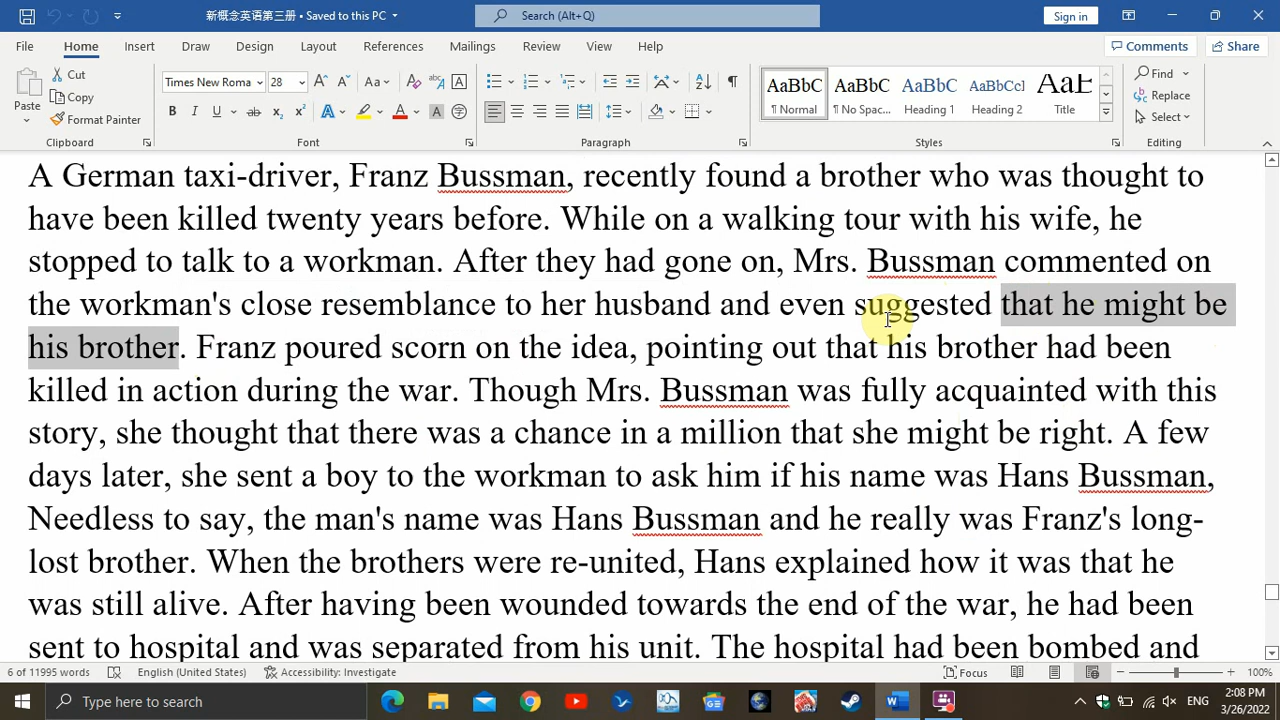 新概念英语第三册 • Saved to this PC
Search (Alt+Q)
Sign in
File Home Insert Draw Design Layout References Mailings Review View Help
Comments Share
Paste
Cut
Copy
Format Painter
Clipboard
Times New Roma 28
Font
Paragraph
AaBbC
¶ Normal
AaBbC
¶ No Spac...
AaBbC
Heading 1
AaBbCcI
Heading 2
AaB
Title
Styles
Find
Replace
Select
Editing
A German taxi-driver, Franz Bussman, recently found a brother who was thought to
have been killed twenty years before. While on a walking tour with his wife, he
stopped to talk to a workman. After they had gone on, Mrs. Bussman commented on
the workman's close resemblance to her husband and even suggested that he might be
his brother. Franz poured scorn on the idea, pointing out that his brother had been
killed in action during the war. Though Mrs. Bussman was fully acquainted with this
story, she thought that there was a chance in a million that she might be right. A few
days later, she sent a boy to the workman to ask him if his name was Hans Bussman,
Needless to say, the man's name was Hans Bussman and he really was Franz's long-
lost brother. When the brothers were re-united, Hans explained how it was that he
was still alive. After having been wounded towards the end of the war, he had been
sent to hospital and was separated from his unit. The hospital had been bombed and
6 of 11995 words English (United States) Accessibility: Investigate Focus 100%
Type here to search
ENG
2:08 PM
3/26/2022